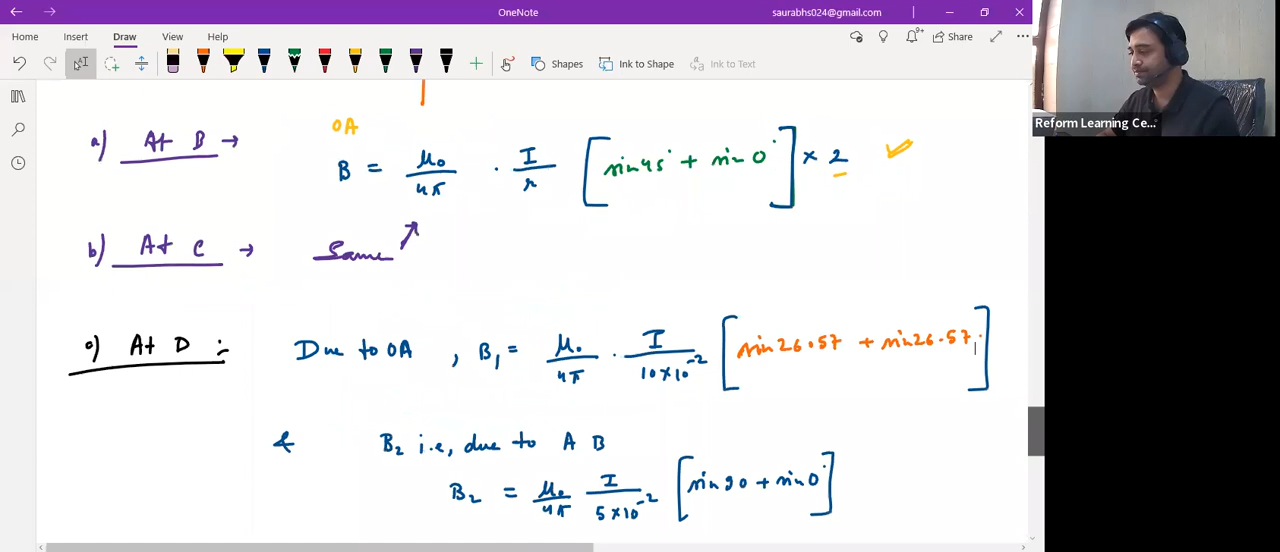 OneNote
saurabhs024@gmail.com
Home Insert Draw View Help
Share
Shapes Ink to Shape Ink to Text
Reform Learning Ce...
OA
a) At B →
B = μ₀/4π · I/r [sin45° + sin0°] × 2 ✓
b) At C → Same
c) At D :- Due to OA , B₁ = μ₀/4π · I/10×10⁻² [sin26.57 + sin26.57°]
& B₂ i.e, due to A B
B₂ = μ₀/4π I/5×10⁻² [sin90 + sin0°]